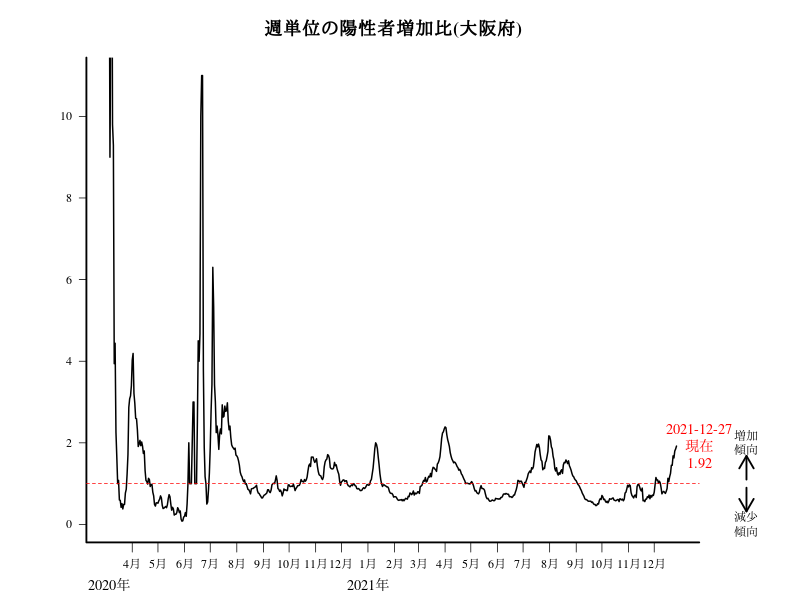 週単位の陽性者増加比(大阪府)
10
8
6
4
2
0
2021-12-27
現在
1.92
増加
傾向
減少
傾向
4月 5月 6月 7月 8月 9月 10月 11月 12月 1月 2月 3月 4月 5月 6月 7月 8月 9月 10月 11月 12月
2020年 2021年